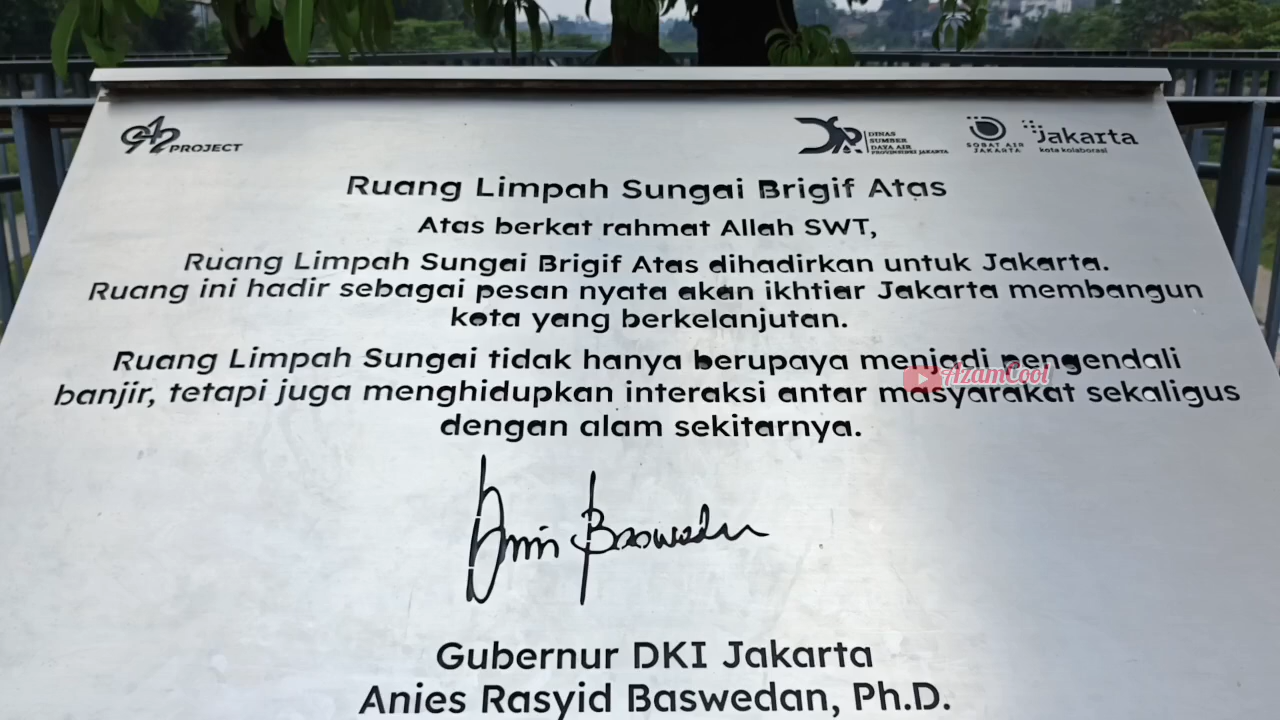 942 PROJECT
DINAS
SUMBER
DAYA AIR
PROVINSI DKI JAKARTA
SOBAT AIR
JAKARTA
Jakarta
kota kolaborasi
Ruang Limpah Sungai Brigif Atas
Atas berkat rahmat Allah SWT,
Ruang Limpah Sungai Brigif Atas dihadirkan untuk Jakarta.
Ruang ini hadir sebagai pesan nyata akan ikhtiar Jakarta membangun
kota yang berkelanjutan.
Ruang Limpah Sungai tidak hanya berupaya menjadi pengendali
banjir, tetapi juga menghidupkan interaksi antar masyarakat sekaligus
dengan alam sekitarnya.
AzamCool
Anies Baswedan
Gubernur DKI Jakarta
Anies Rasyid Baswedan, Ph.D.